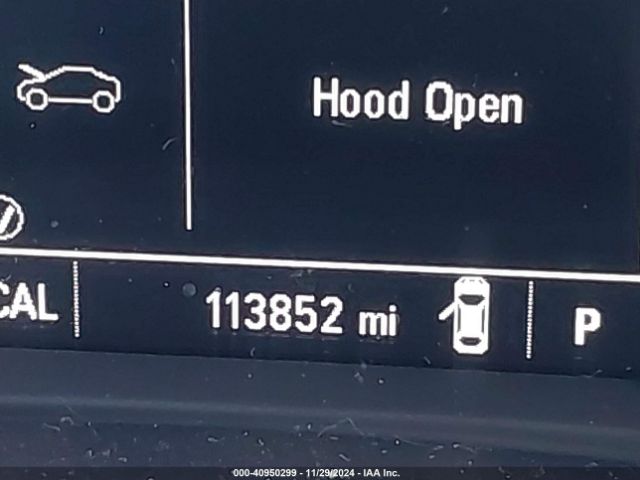 Hood Open
CAL
113852 mi
P
000-40950299 - 11/29/2024 - IAA Inc.